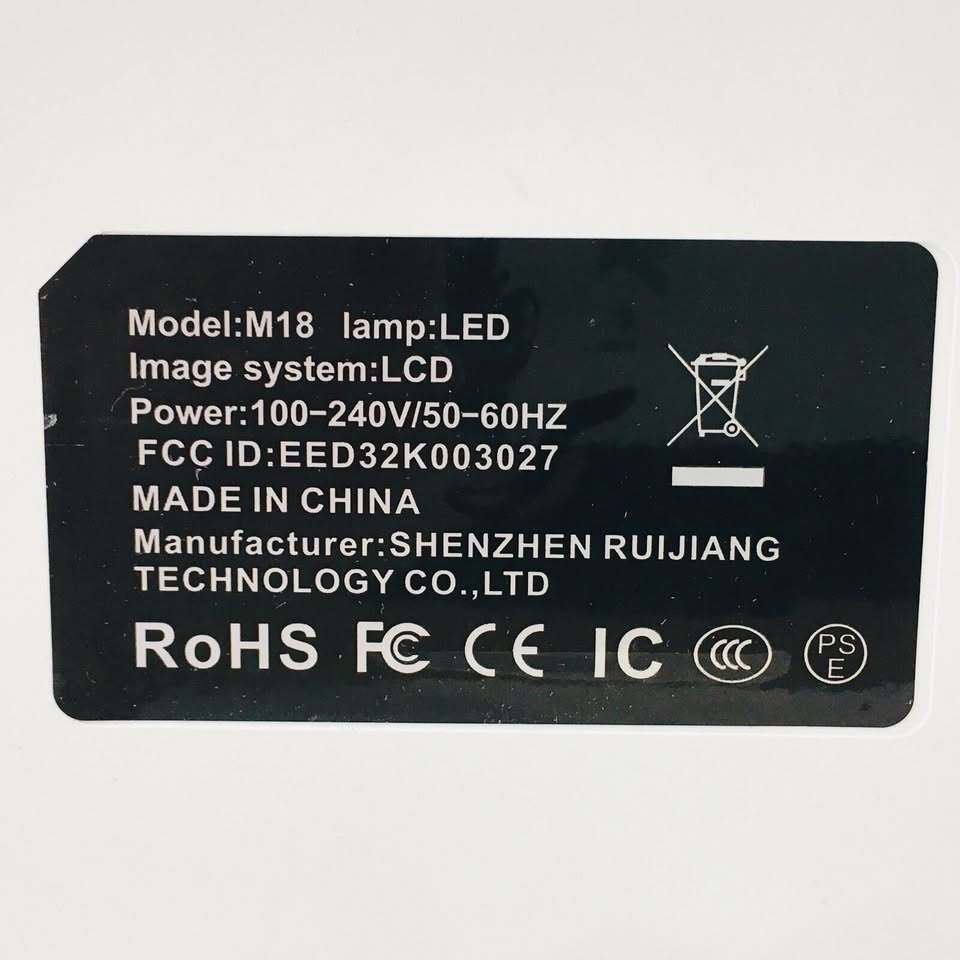 Model:M18 lamp:LED
Image system:LCD
Power:100-240V/50-60HZ
FCC ID:EED32K003027
MADE IN CHINA
Manufacturer:SHENZHEN RUIJIANG
TECHNOLOGY CO.,LTD
RoHS FC CE IC CCC PS E